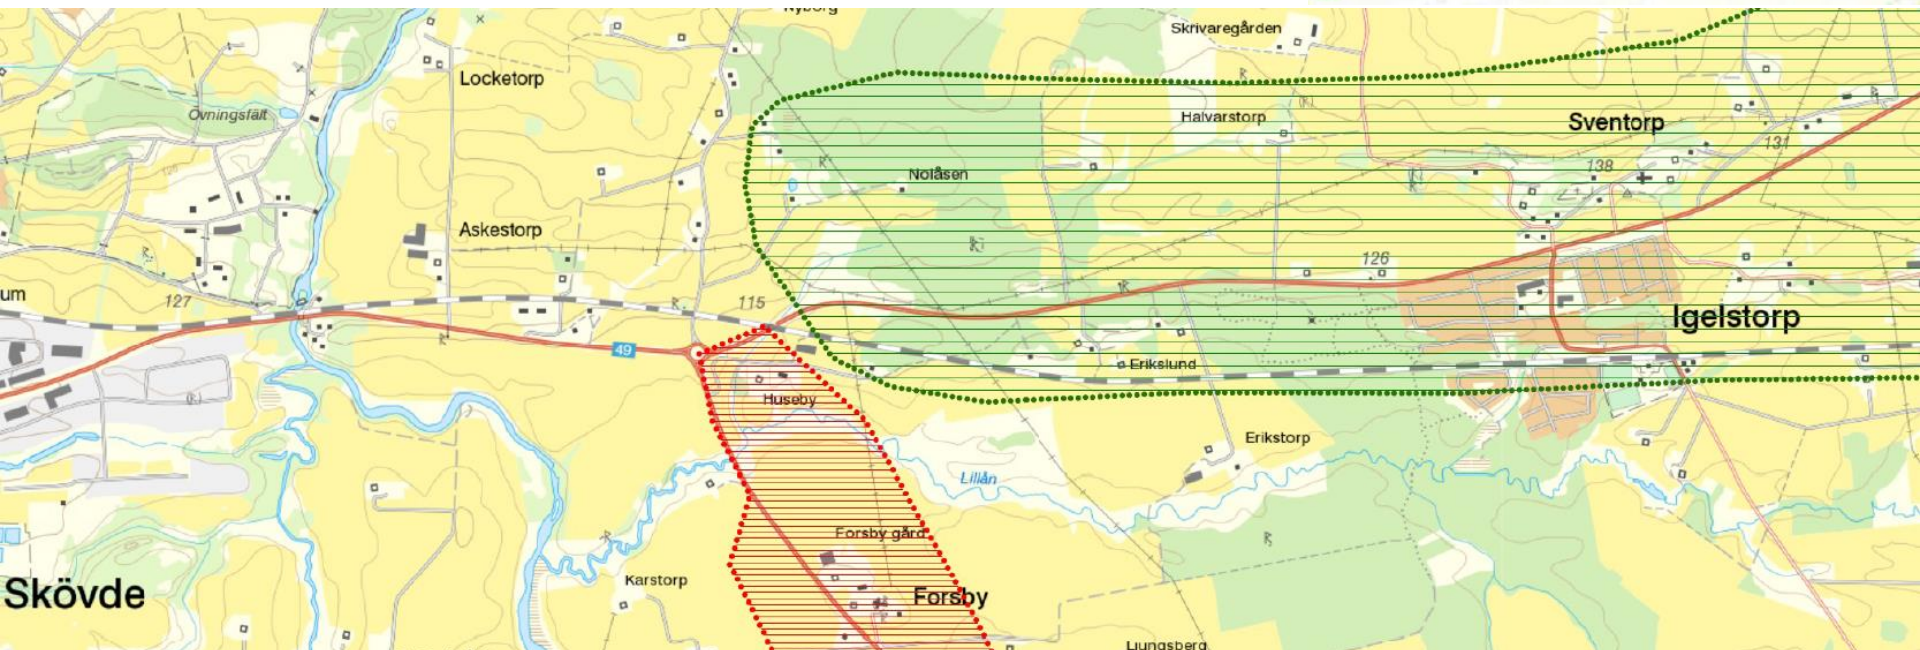 Nyborg
Skrivaregården
Locketorp
Övningsfält
Halvarstorp
Sventorp
131
138
Nolåsen
Askestorp
126
um
127
115
Igelstorp
49
Erikslund
Huseby
Erikstorp
Lillån
Forsby gård
Karstorp
Skövde
Forsby
Ljungsberg